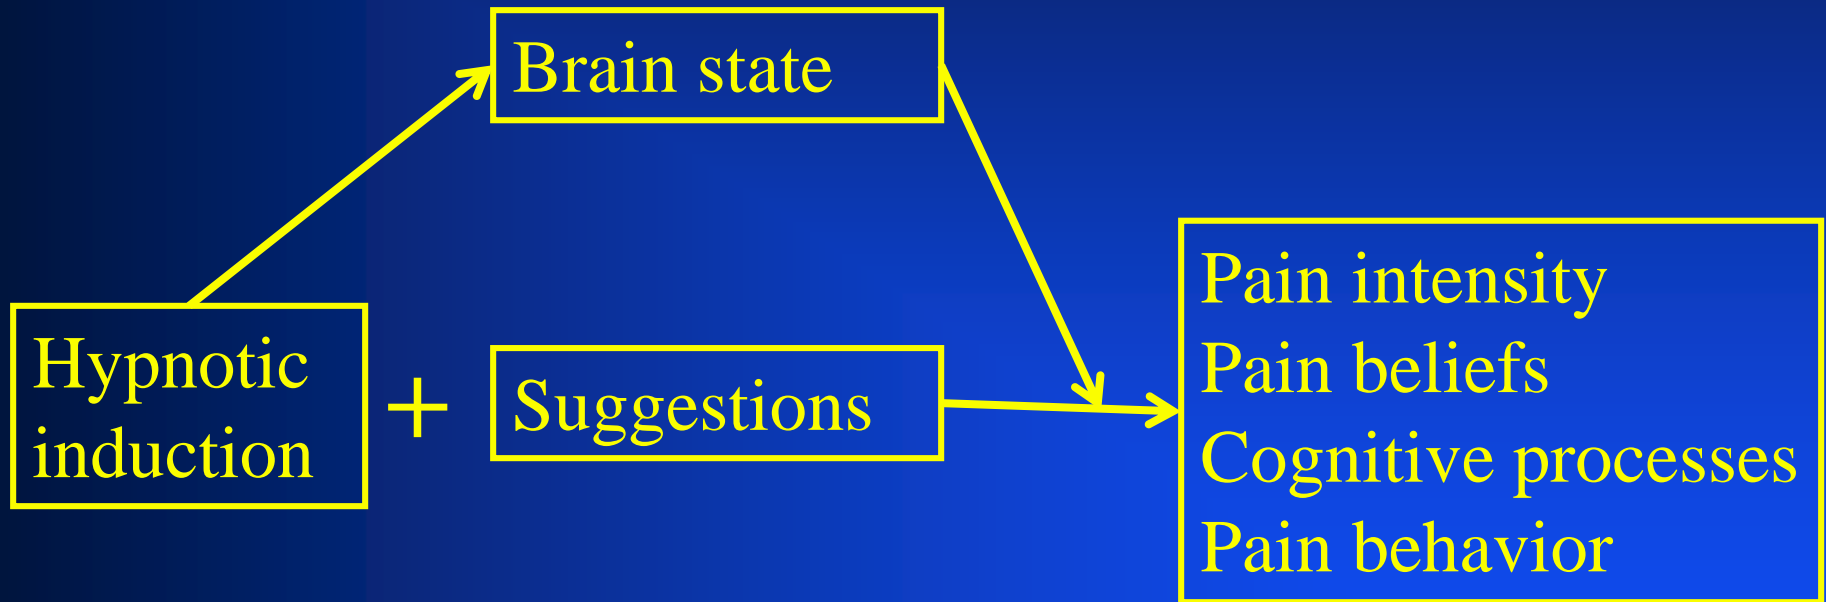 Brain state
Hypnotic
induction
+
Suggestions
Pain intensity
Pain beliefs
Cognitive processes
Pain behavior